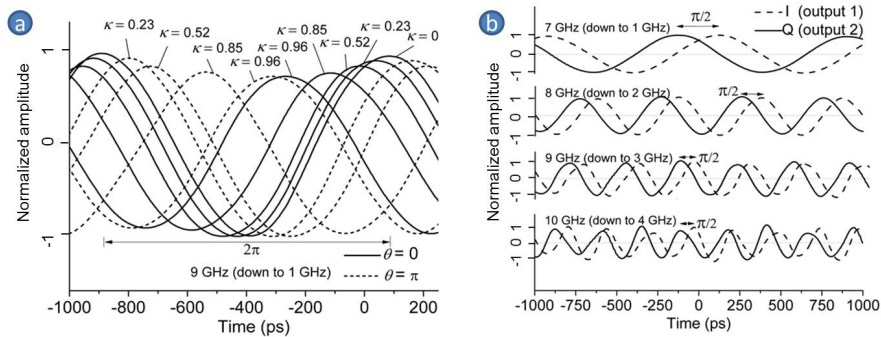 a
κ = 0.23
κ = 0.52
κ = 0.85
κ = 0.96
κ = 0.96
κ = 0.85
κ = 0.52
κ = 0.23
κ = 0
Normalized amplitude
1
0
-1
2π
9 GHz (down to 1 GHz)
θ = 0
θ = π
-1000 -800 -600 -400 -200 0 200
Time (ps)
b
I (output 1)
Q (output 2)
7 GHz (down to 1 GHz)
π/2
8 GHz (down to 2 GHz)
π/2
9 GHz (down to 3 GHz)
π/2
10 GHz (down to 4 GHz)
π/2
Normalized amplitude
1
0
-1
1
0
-1
1
0
-1
1
0
-1
-1000 -750 -500 -250 0 250 500 750 1000
Time (ps)